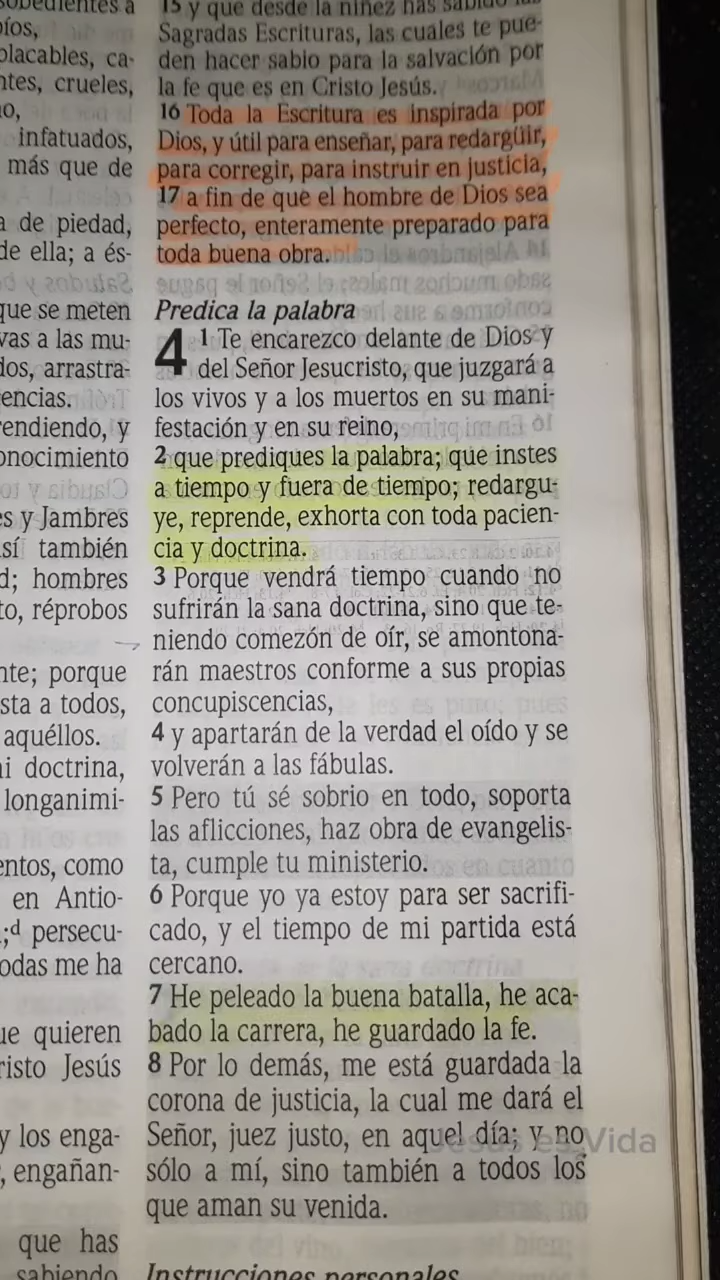 sobedientes a
píos,
placables, ca-
ntes, crueles,
no,
infatuados,
más que de
a de piedad,
de ella; a és-
que se meten
vas a las mu-
dos, arrastra-
encias.
rendiendo, y
onocimiento
es y Jambres
sí también
d; hombres
to, réprobos
nte; porque
sta a todos,
aquéllos.
ni doctrina,
longanimi-
entos, como
en Antio-
;d persecu-
odas me ha
ue quieren
risto Jesús
y los enga-
, engañan-
que has
sabiendo
15 y que desde la niñez has sabido las
Sagradas Escrituras, las cuales te pue-
den hacer sabio para la salvación por
la fe que es en Cristo Jesús.
16 Toda la Escritura es inspirada por
Dios, y útil para enseñar, para redargüir,
para corregir, para instruir en justicia,
17 a fin de que el hombre de Dios sea
perfecto, enteramente preparado para
toda buena obra.
Predica la palabra
4 1 Te encarezco delante de Dios y
del Señor Jesucristo, que juzgará a
los vivos y a los muertos en su mani-
festación y en su reino,
2 que prediques la palabra; que instes
a tiempo y fuera de tiempo; redargu-
ye, reprende, exhorta con toda pacien-
cia y doctrina.
3 Porque vendrá tiempo cuando no
sufrirán la sana doctrina, sino que te-
niendo comezón de oír, se amontona-
rán maestros conforme a sus propias
concupiscencias,
4 y apartarán de la verdad el oído y se
volverán a las fábulas.
5 Pero tú sé sobrio en todo, soporta
las aflicciones, haz obra de evangelis-
ta, cumple tu ministerio.
6 Porque yo ya estoy para ser sacrifi-
cado, y el tiempo de mi partida está
cercano.
7 He peleado la buena batalla, he aca-
bado la carrera, he guardado la fe.
8 Por lo demás, me está guardada la
corona de justicia, la cual me dará el
Señor, juez justo, en aquel día; y no
sólo a mí, sino también a todos los
que aman su venida.
Instrucciones personales
Jesús es Vida